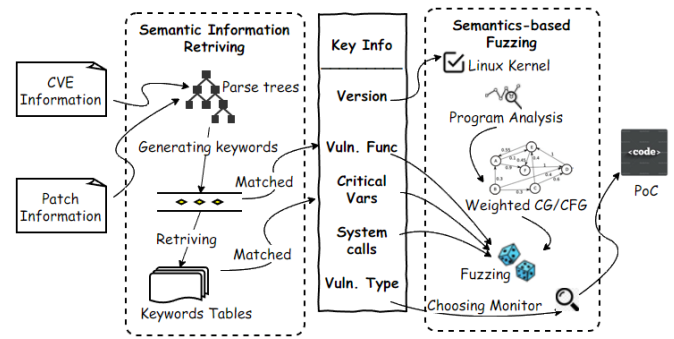 Semantic Information
Retriving
CVE
Information
Patch
Information
Parse trees
Generating keywords
Matched
Retriving
Matched
Keywords Tables
Key Info
Version
Vuln. Func
Critical
Vars
System
calls
Vuln. Type
Semantics-based
Fuzzing
Linux Kernel
Program Analysis
Weighted CG/CFG
Fuzzing
Choosing Monitor
<code>
PoC